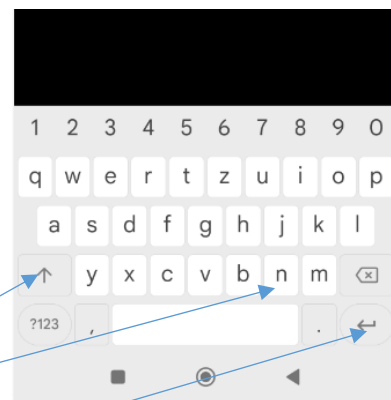 1 2 3 4 5 6 7 8 9 0
q w e r t z u i o p
a s d f g h j k l
y x c v b n m
?123 , .